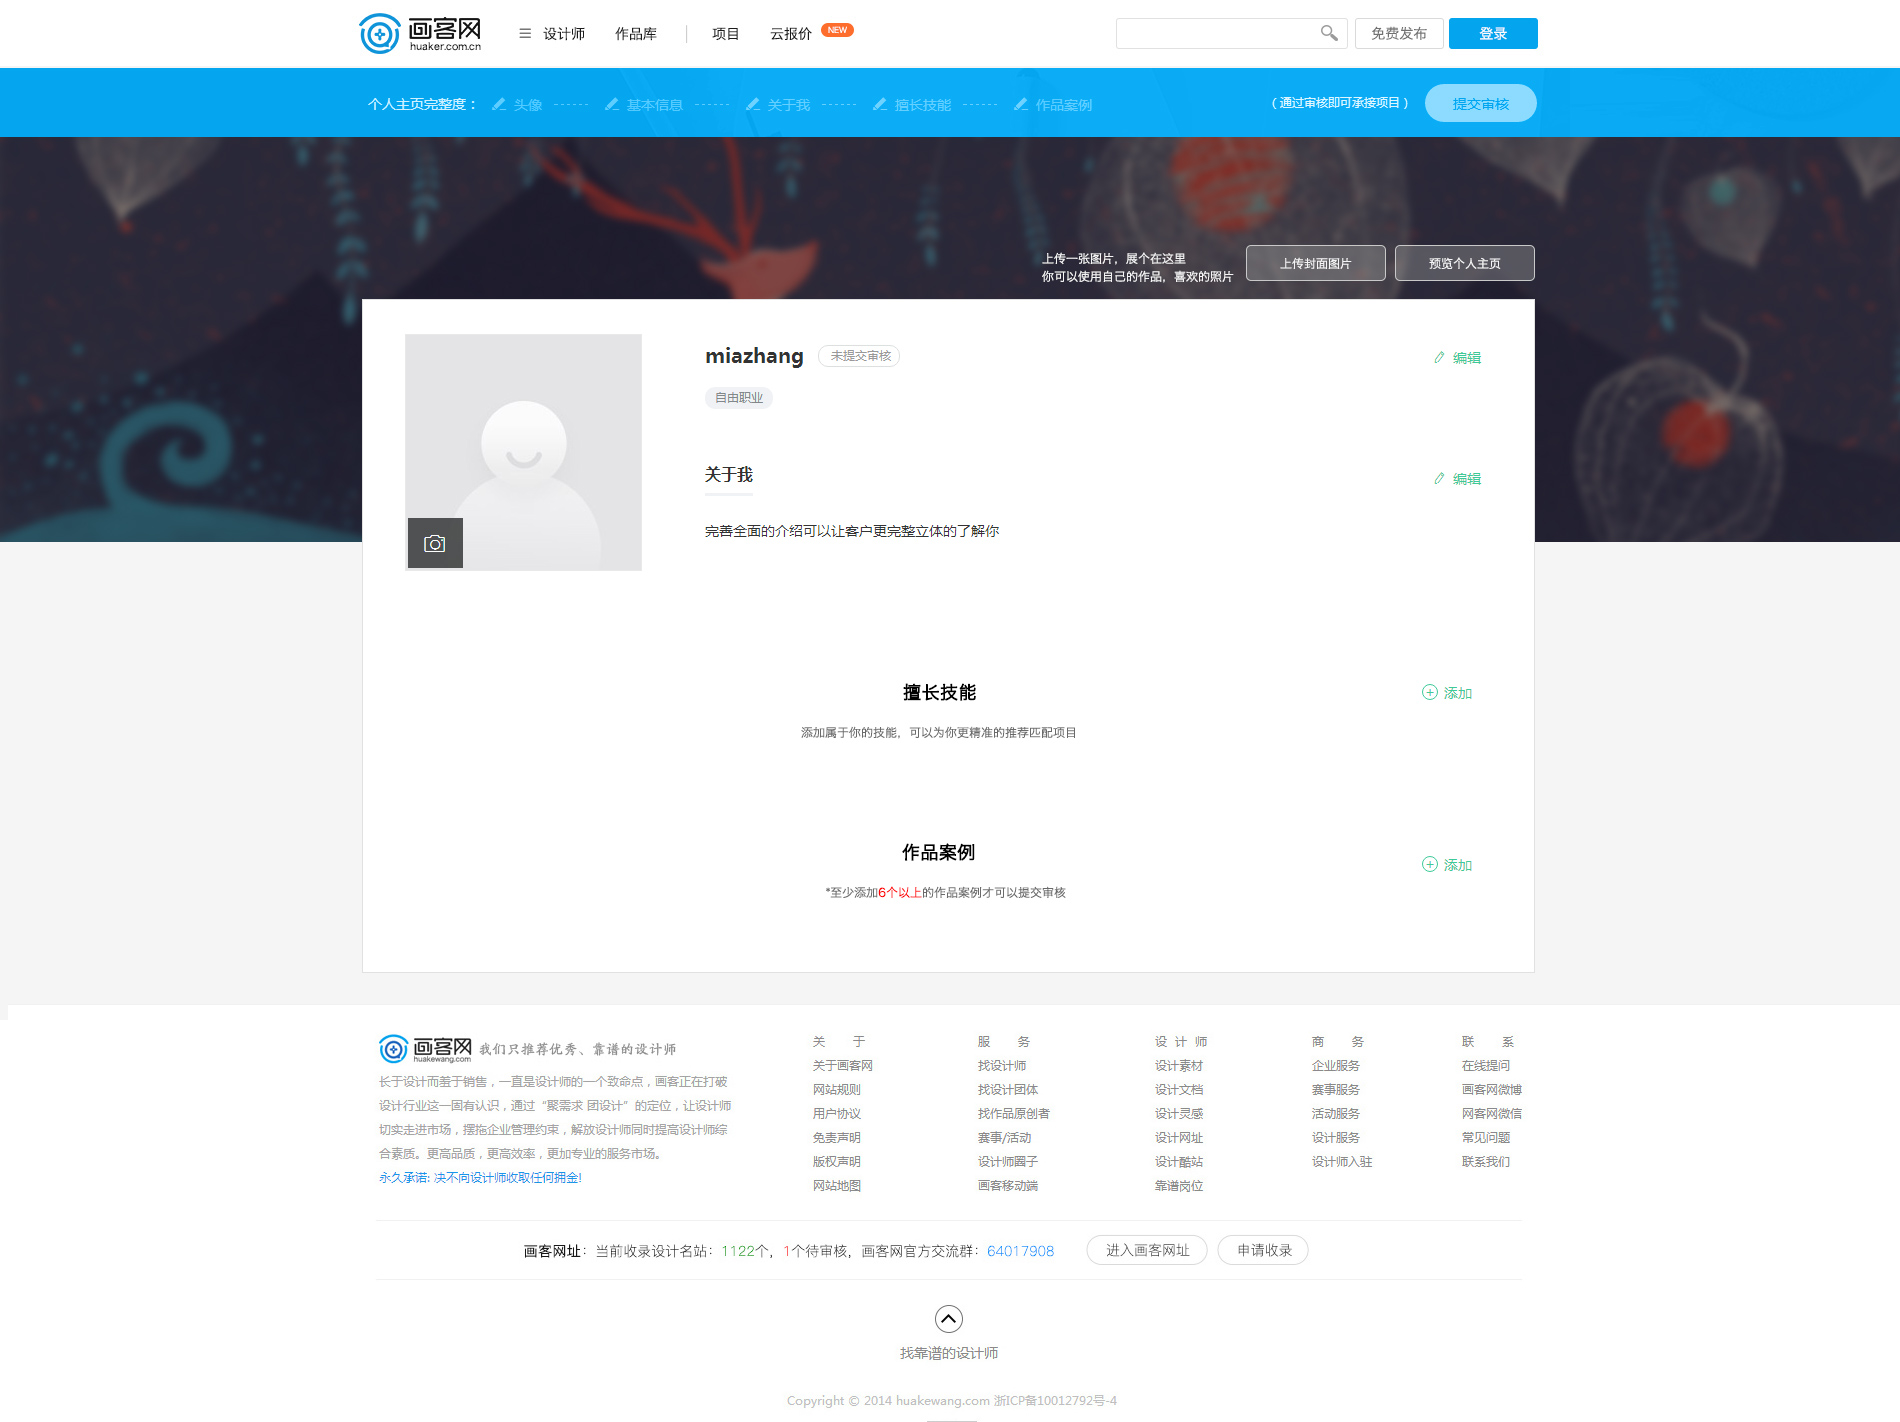 画客网
huaker.com.cn
设计师 作品库 项目 云报价 NEW
免费发布 登录
个人主页完整度： 头像 ------ 基本信息 ------ 关于我 ------ 擅长技能 ------ 作品案例
（ 通过审核即可承接项目 ） 提交审核
上传一张图片，展个在这里
你可以使用自己的作品，喜欢的照片
上传封面图片 预览个人主页
miazhang 未提交审核 编辑
自由职业
关于我 编辑
完善全面的介绍可以让客户更完整立体的了解你
擅长技能 添加
添加属于你的技能，可以为你更精准的推荐匹配项目
作品案例 添加
*至少添加6个以上的作品案例才可以提交审核
画客网 huakewang.com 我们只推荐优秀、靠谱的设计师
长于设计而羞于销售，一直是设计师的一个致命点，画客正在打破
设计行业这一固有认识，通过“聚需求 团设计”的定位，让设计师
切实走进市场，摆拖企业管理约束，解放设计师同时提高设计师综
合素质。更高品质，更高效率，更加专业的服务市场。
永久承诺: 决不向设计师收取任何拥金!
关 于
关于画客网
网站规则
用户协议
免责声明
版权声明
网站地图
服 务
找设计师
找设计团体
找作品原创者
赛事/活动
设计师圈子
画客移动端
设 计 师
设计素材
设计文档
设计灵感
设计网址
设计酷站
靠谱岗位
商 务
企业服务
赛事服务
活动服务
设计服务
设计师入驻
联 系
在线提问
画客网微博
网客网微信
常见问题
联系我们
画客网址：当前收录设计名站：1122个，1个待审核，画客网官方交流群：64017908 进入画客网址 申请收录
找靠谱的设计师
Copyright © 2014 huakewang.com 浙ICP备10012792号-4